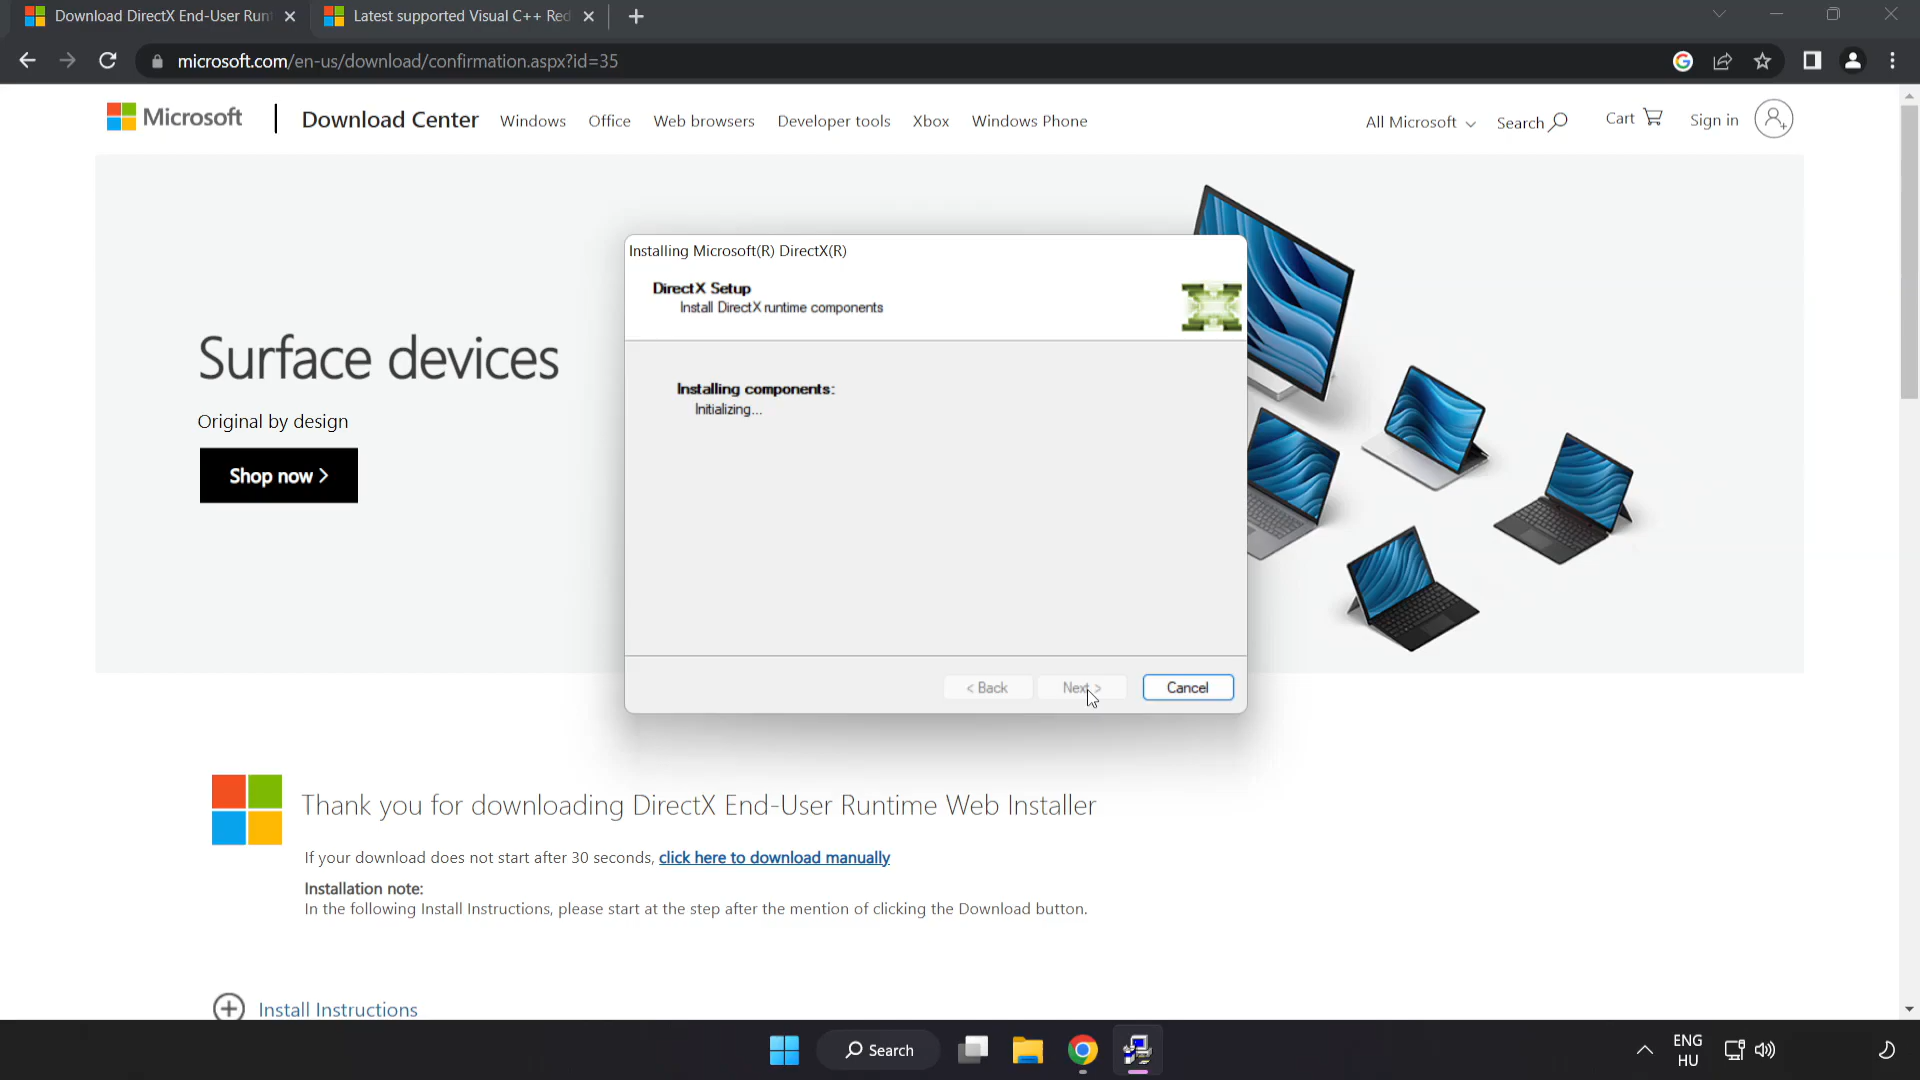 Download DirectX End-User Run
Latest supported Visual C++ Red
microsoft.com/en-us/download/confirmation.aspx?id=35
Microsoft
Download Center
Windows
Office
Web browsers
Developer tools
Xbox
Windows Phone
All Microsoft
Search
Cart
Sign in
Surface devices
Original by design
Shop now
Installing Microsoft(R) DirectX(R)
DirectX Setup
Install DirectX runtime components
Installing components:
Initializing...
< Back
Next >
Cancel
Thank you for downloading DirectX End-User Runtime Web Installer
If your download does not start after 30 seconds, click here to download manually
Installation note:
In the following Install Instructions, please start at the step after the mention of clicking the Download button.
Install Instructions
Search
ENG
HU